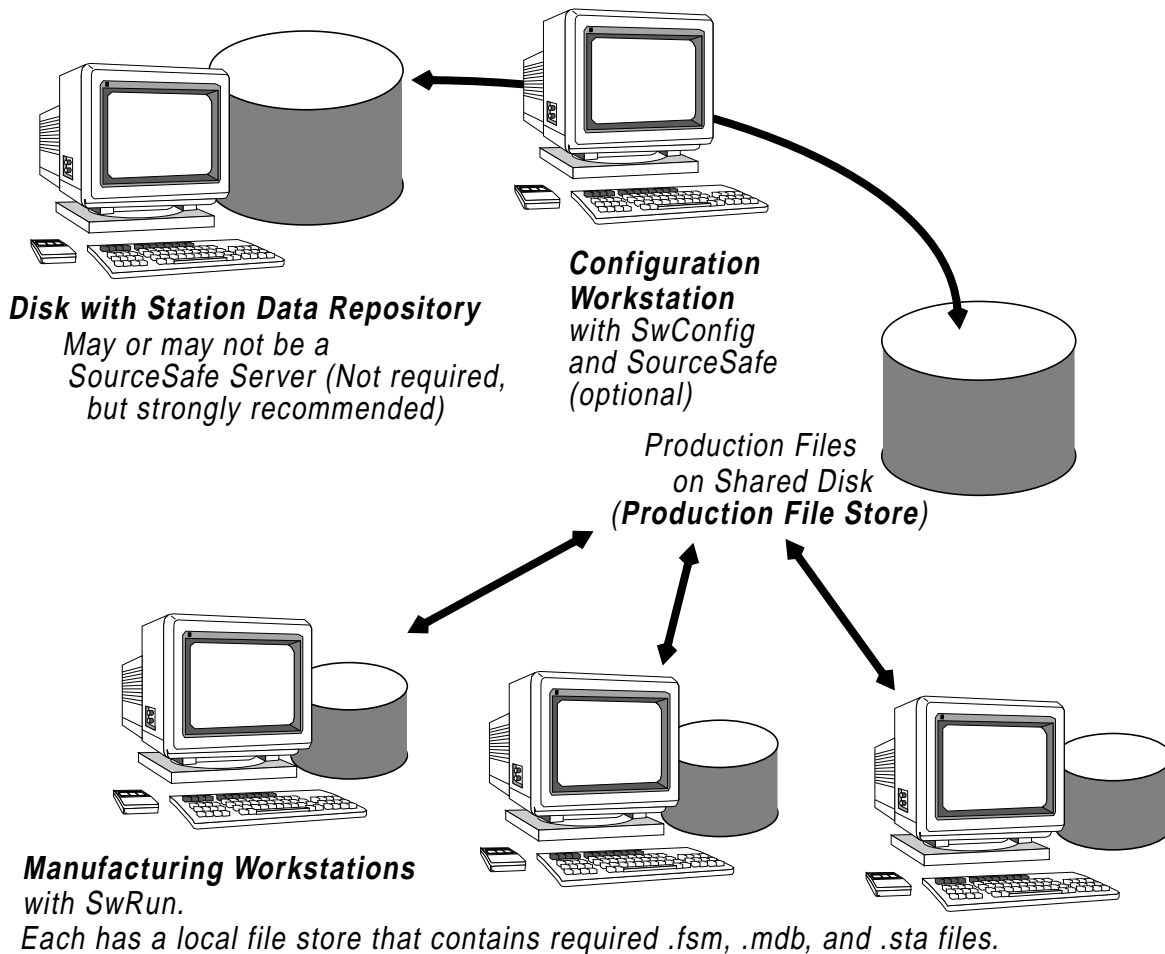 Disk with Station Data Repository
May or may not be a
SourceSafe Server (Not required,
but strongly recommended)
Configuration
Workstation
with SwConfig
and SourceSafe
(optional)
Production Files
on Shared Disk
(Production File Store)
Manufacturing Workstations
with SwRun.
Each has a local file store that contains required .fsm, .mdb, and .sta files.